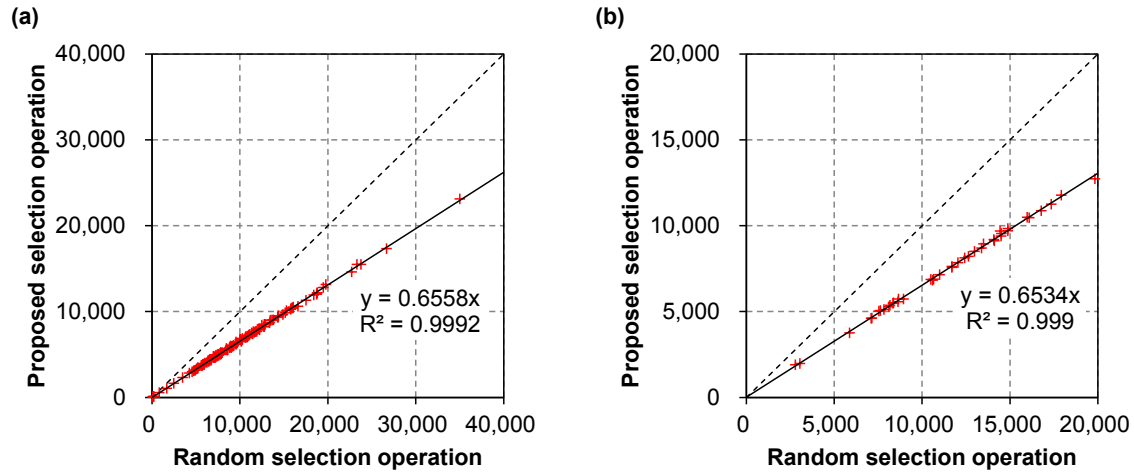 (a)
40,000
30,000
20,000
10,000
0
0
10,000
20,000
30,000
40,000
Proposed selection operation
Random selection operation
y = 0.6558x
R² = 0.9992
(b)
20,000
15,000
10,000
5,000
0
0
5,000
10,000
15,000
20,000
Proposed selection operation
Random selection operation
y = 0.6534x
R² = 0.999